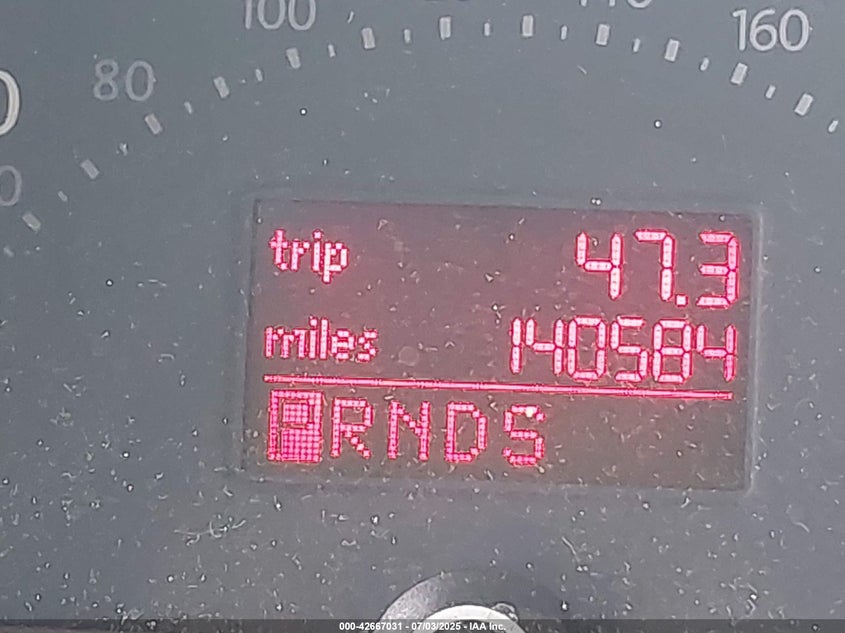 100
160
80
trip 47.3
miles 140584
PRNDS
000-42667031 - 07/03/2025 - IAA Inc.